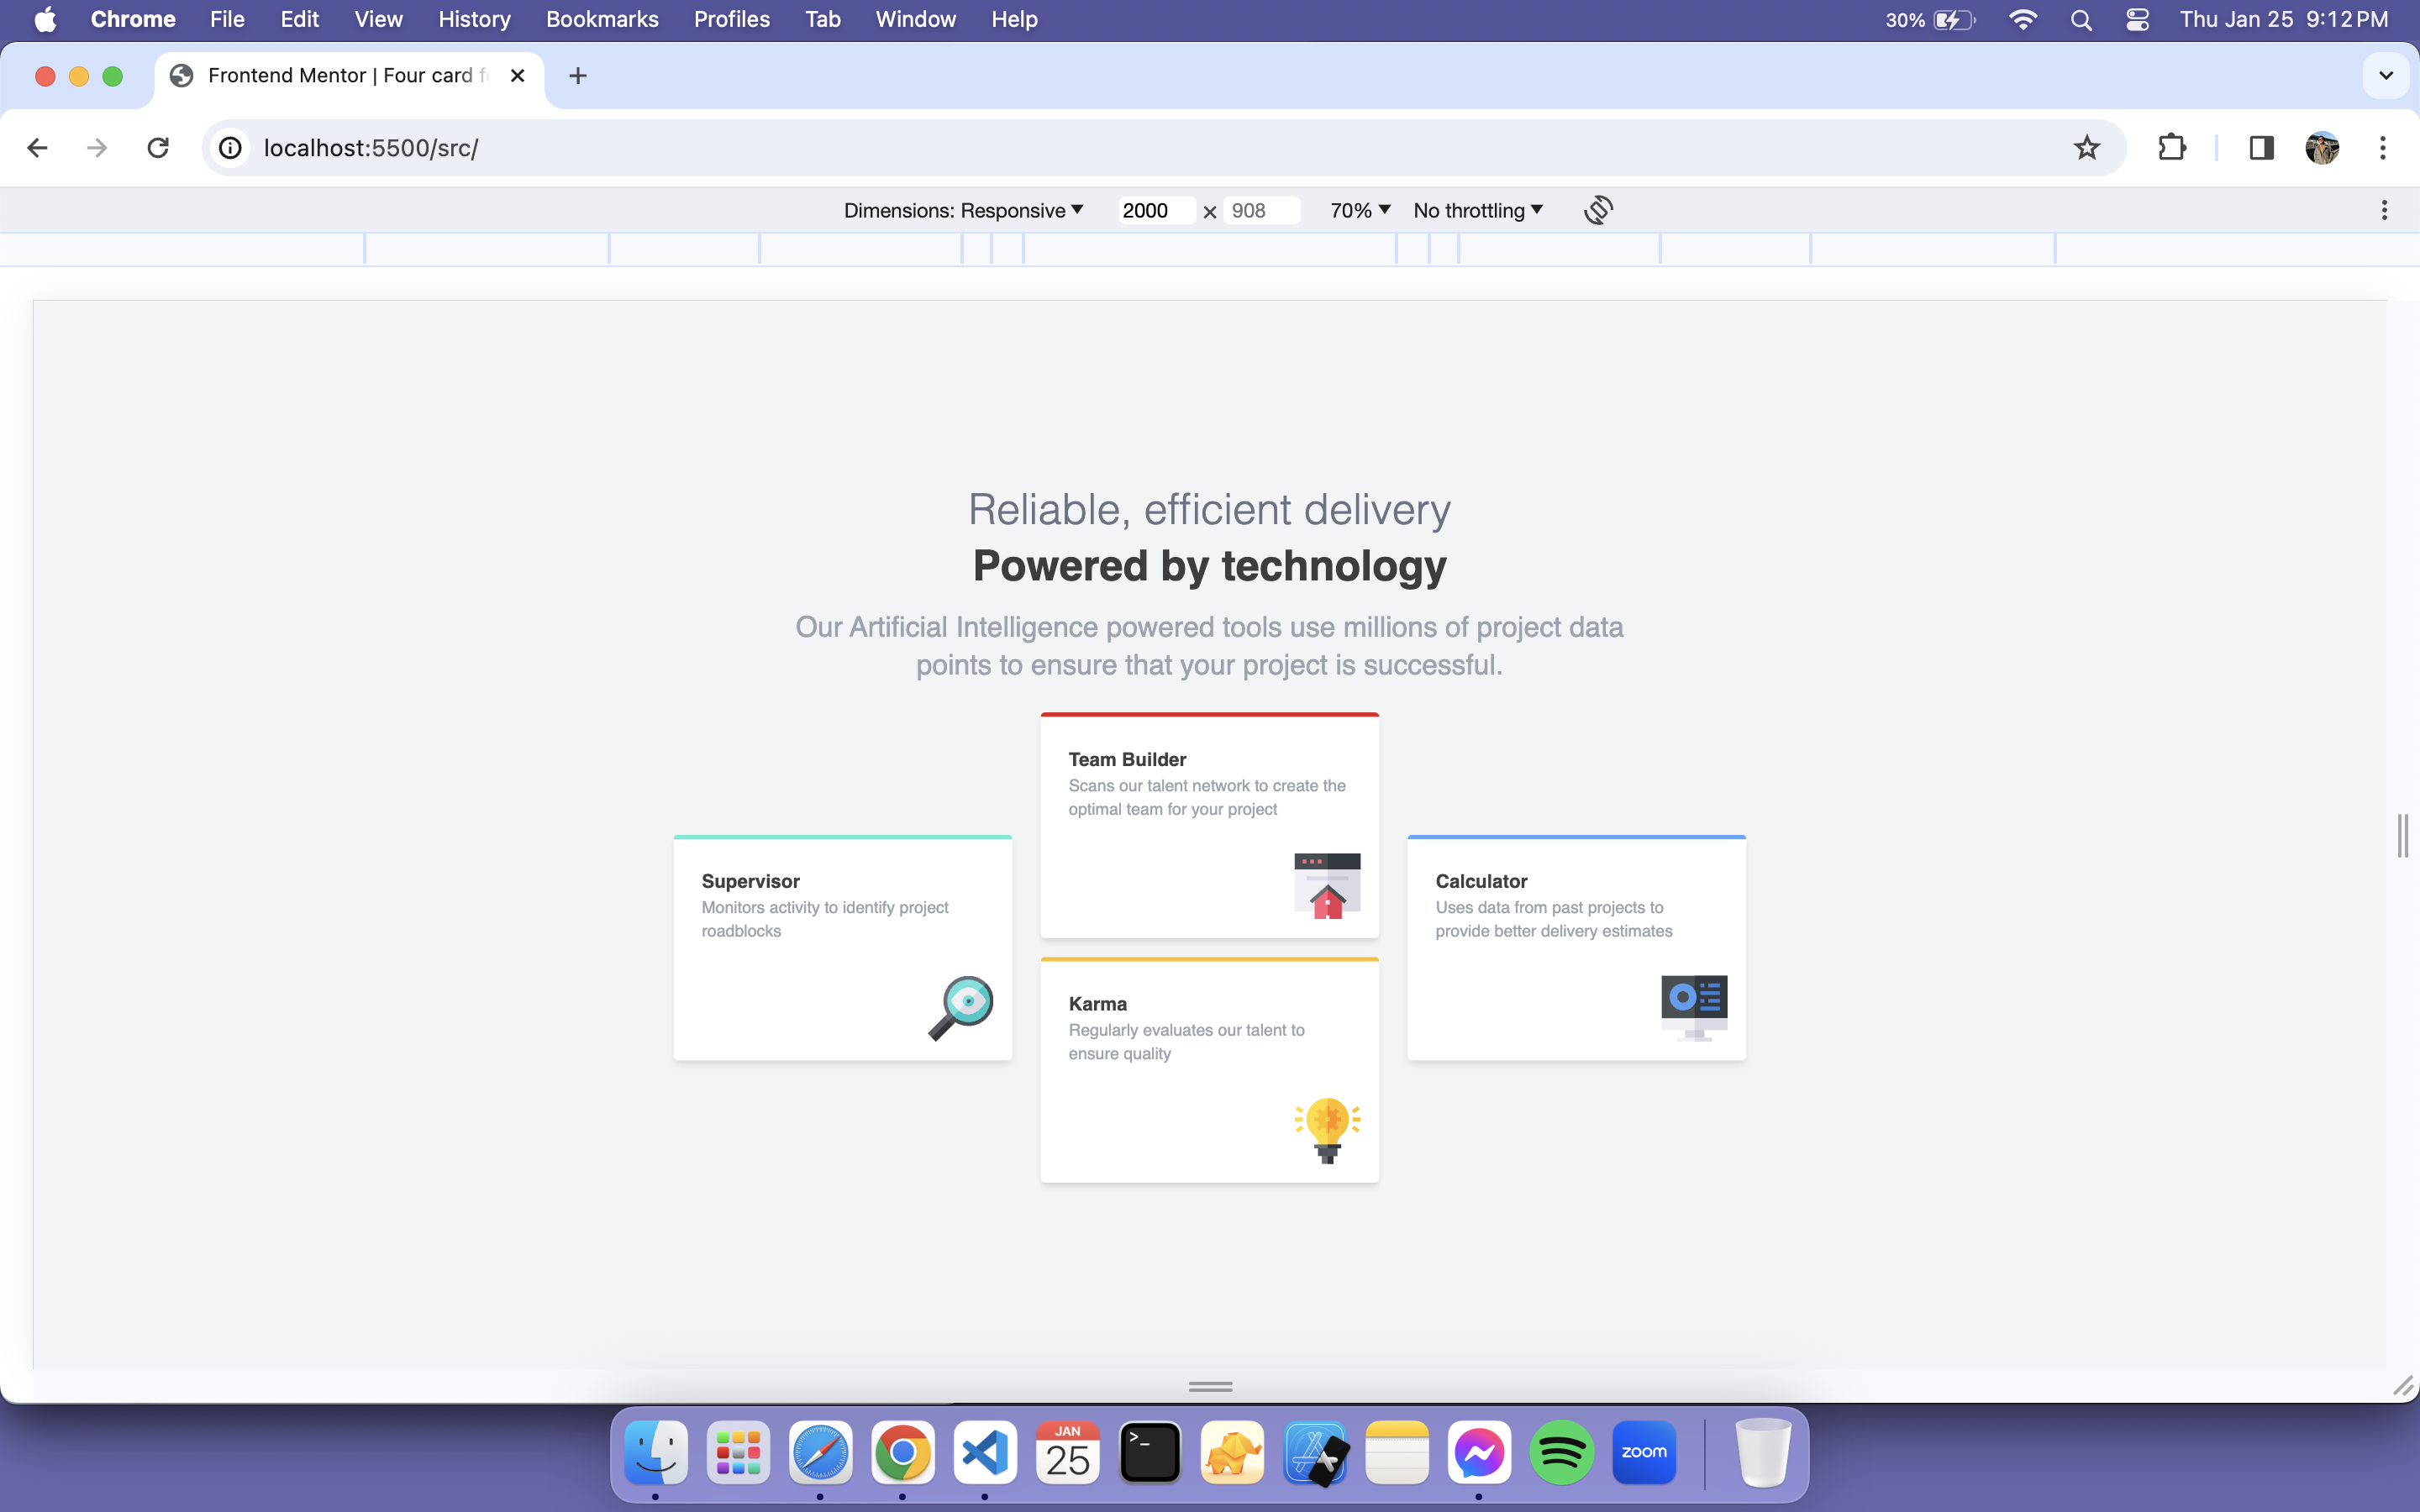 Chrome File Edit View History Bookmarks Profiles Tab Window Help 30% Thu Jan 25 9:12 PM
Frontend Mentor | Four card f
localhost:5500/src/
Dimensions: Responsive 2000 × 908 70% No throttling
Reliable, efficient delivery
Powered by technology
Our Artificial Intelligence powered tools use millions of project data
points to ensure that your project is successful.
Team Builder
Scans our talent network to create the
optimal team for your project
Supervisor
Monitors activity to identify project
roadblocks
Calculator
Uses data from past projects to
provide better delivery estimates
Karma
Regularly evaluates our talent to
ensure quality
JAN
25
>_
zoom